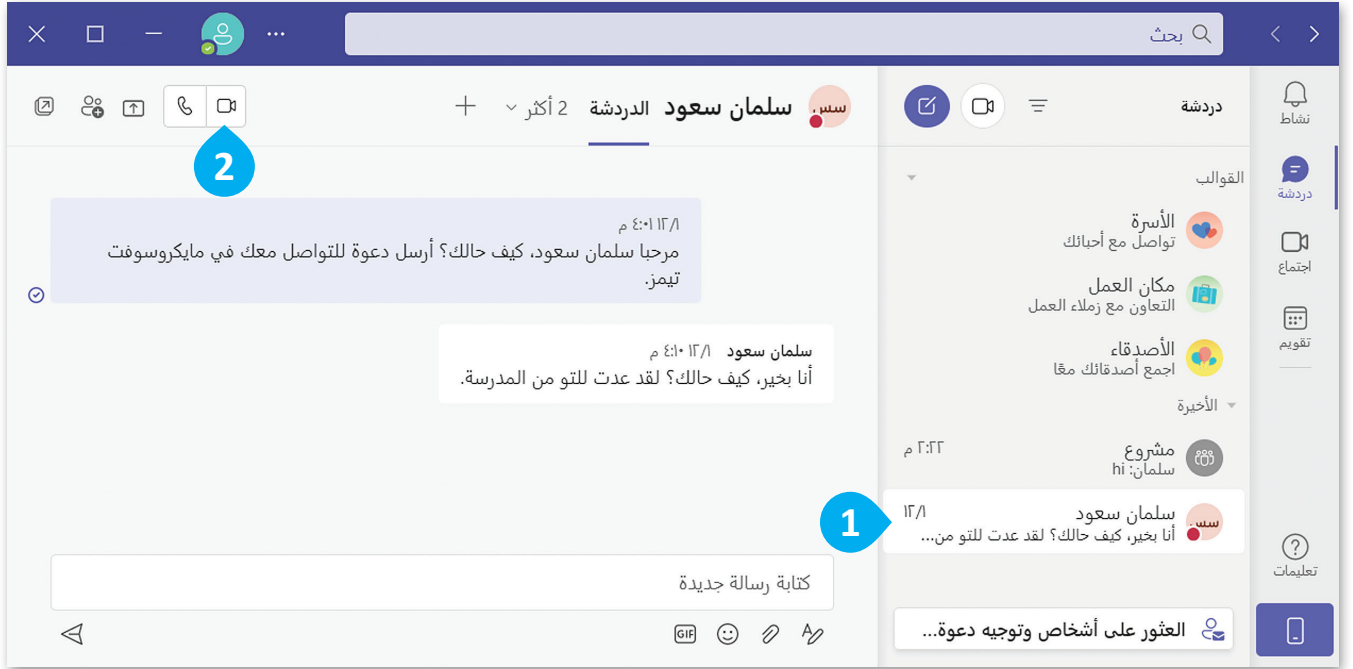 بحث
نشاط
دردشة
اجتماع
تقويم
تعليمات
دردشة
القوالب
الأسرة
تواصل مع أحبائك
مكان العمل
التعاون مع زملاء العمل
الأصدقاء
اجمع أصدقائك معًا
الأخيرة
مشروع ٢:٢٢ م
سلمان: hi
سس سلمان سعود ١٢/١
أنا بخير، كيف حالك؟ لقد عدت للتو من...
1
العثور على أشخاص وتوجيه دعوة...
سس سلمان سعود الدردشة 2 أكثر
2
١٢/١ ٤:٠١ م
مرحبا سلمان سعود، كيف حالك؟ أرسل دعوة للتواصل معك في مايكروسوفت
تيمز.
سلمان سعود ١٢/١ ٤:١٠ م
أنا بخير، كيف حالك؟ لقد عدت للتو من المدرسة.
كتابة رسالة جديدة
GIF